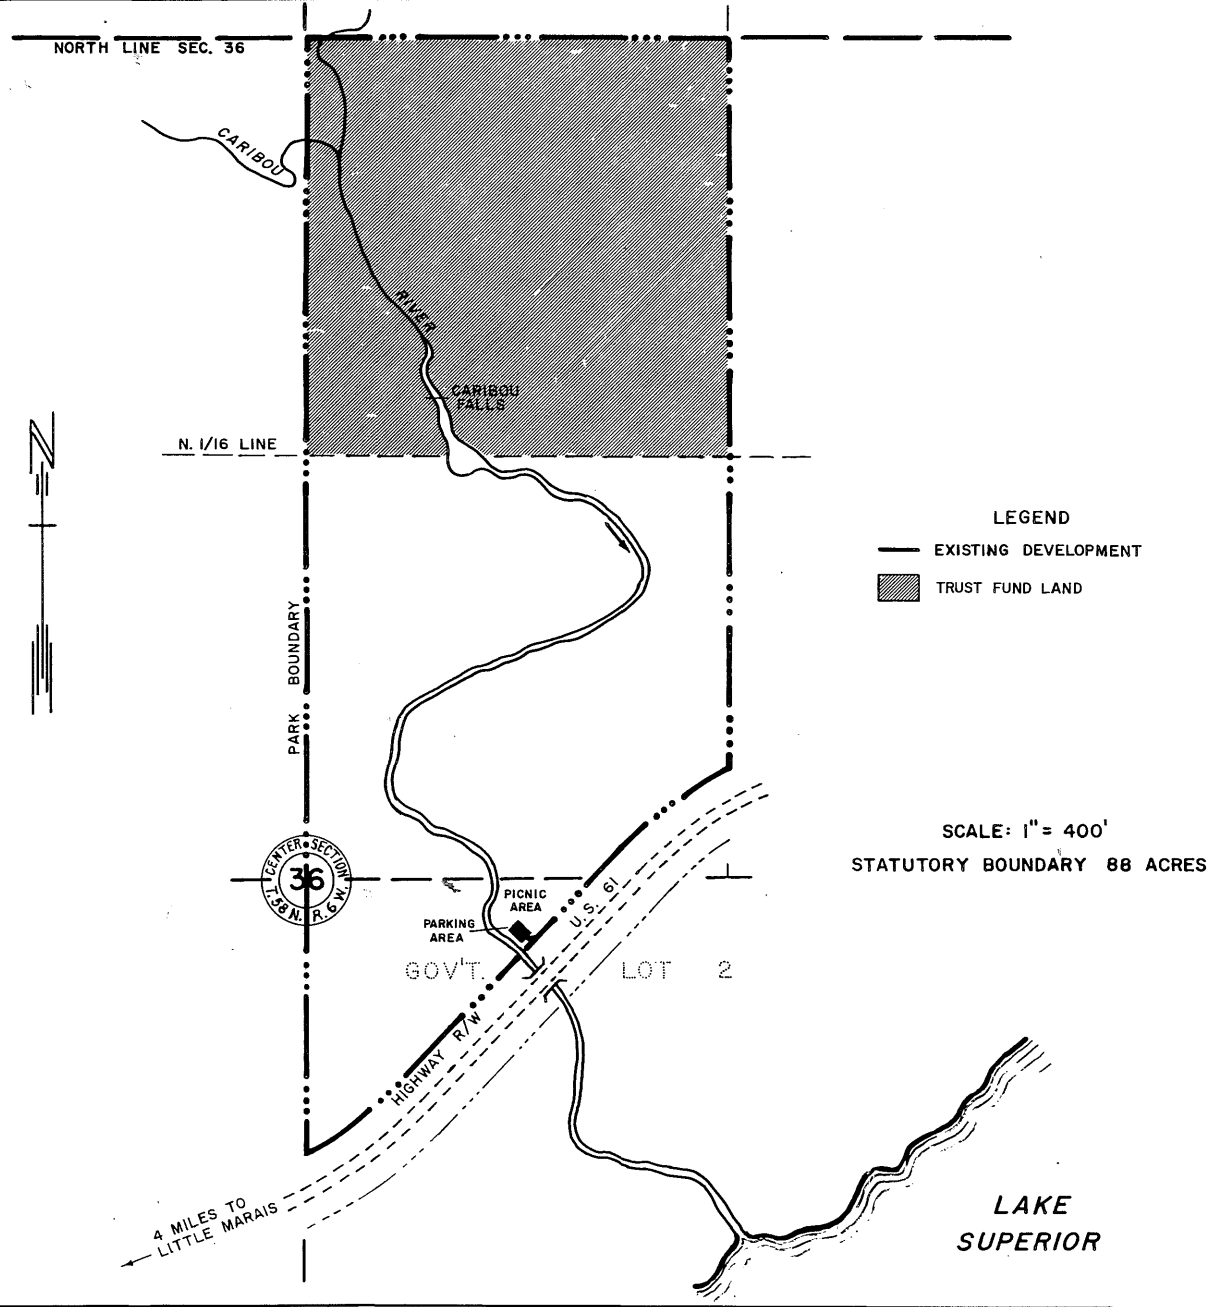 NORTH LINE SEC. 36
CARIBOU
RIVER
CARIBOU
FALLS
N. 1/16 LINE
N
LEGEND
EXISTING DEVELOPMENT
TRUST FUND LAND
PARK BOUNDARY
SCALE: 1" = 400'
STATUTORY BOUNDARY 88 ACRES
CENTER SECTION
36
T. 58 N. R. 6 W.
PICNIC
AREA
PARKING
AREA
U.S. 61
GOV'T. LOT 2
HIGHWAY R/W
4 MILES TO
LITTLE MARAIS
LAKE
SUPERIOR